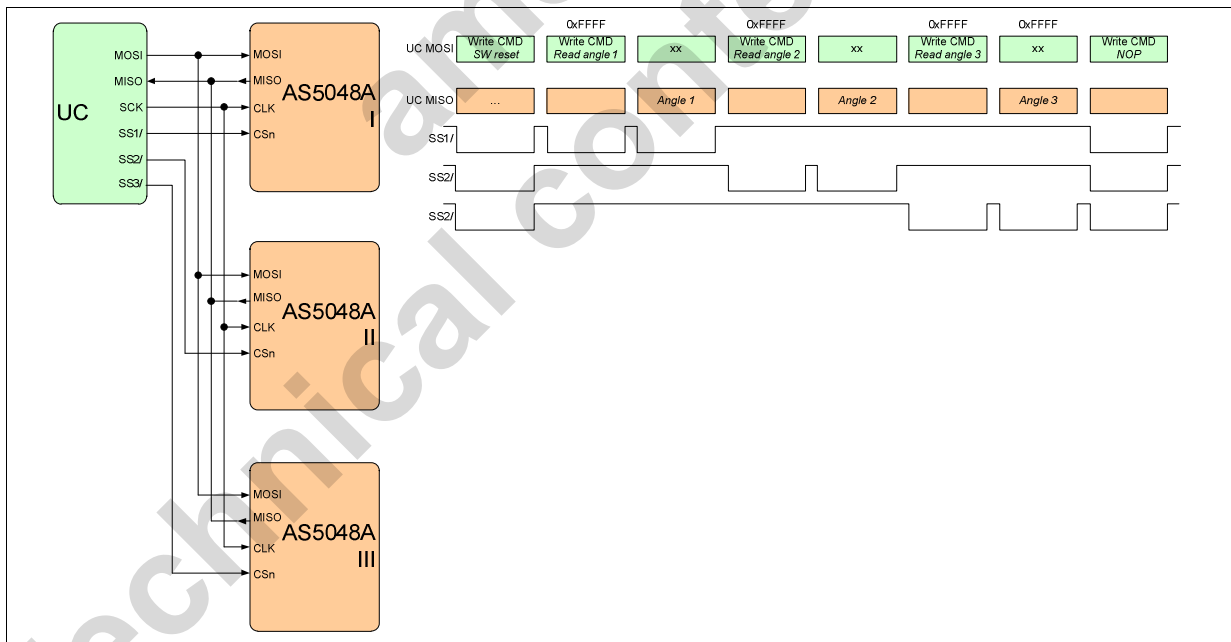 UC
MOSI
MISO
SCK
SS1/
SS2/
SS3/
MOSI
MISO
CLK
CSn
AS5048A
I
MOSI
MISO
CLK
CSn
AS5048A
II
MOSI
MISO
CLK
CSn
AS5048A
III
0xFFFF 0xFFFF 0xFFFF 0xFFFF
UC MOSI
Write CMD
SW reset
Write CMD
Read angle 1
xx
Write CMD
Read angle 2
xx
Write CMD
Read angle 3
xx
Write CMD
NOP
UC MISO
...
Angle 1
Angle 2
Angle 3
SS1/
SS2/
SS2/
am
technical conte